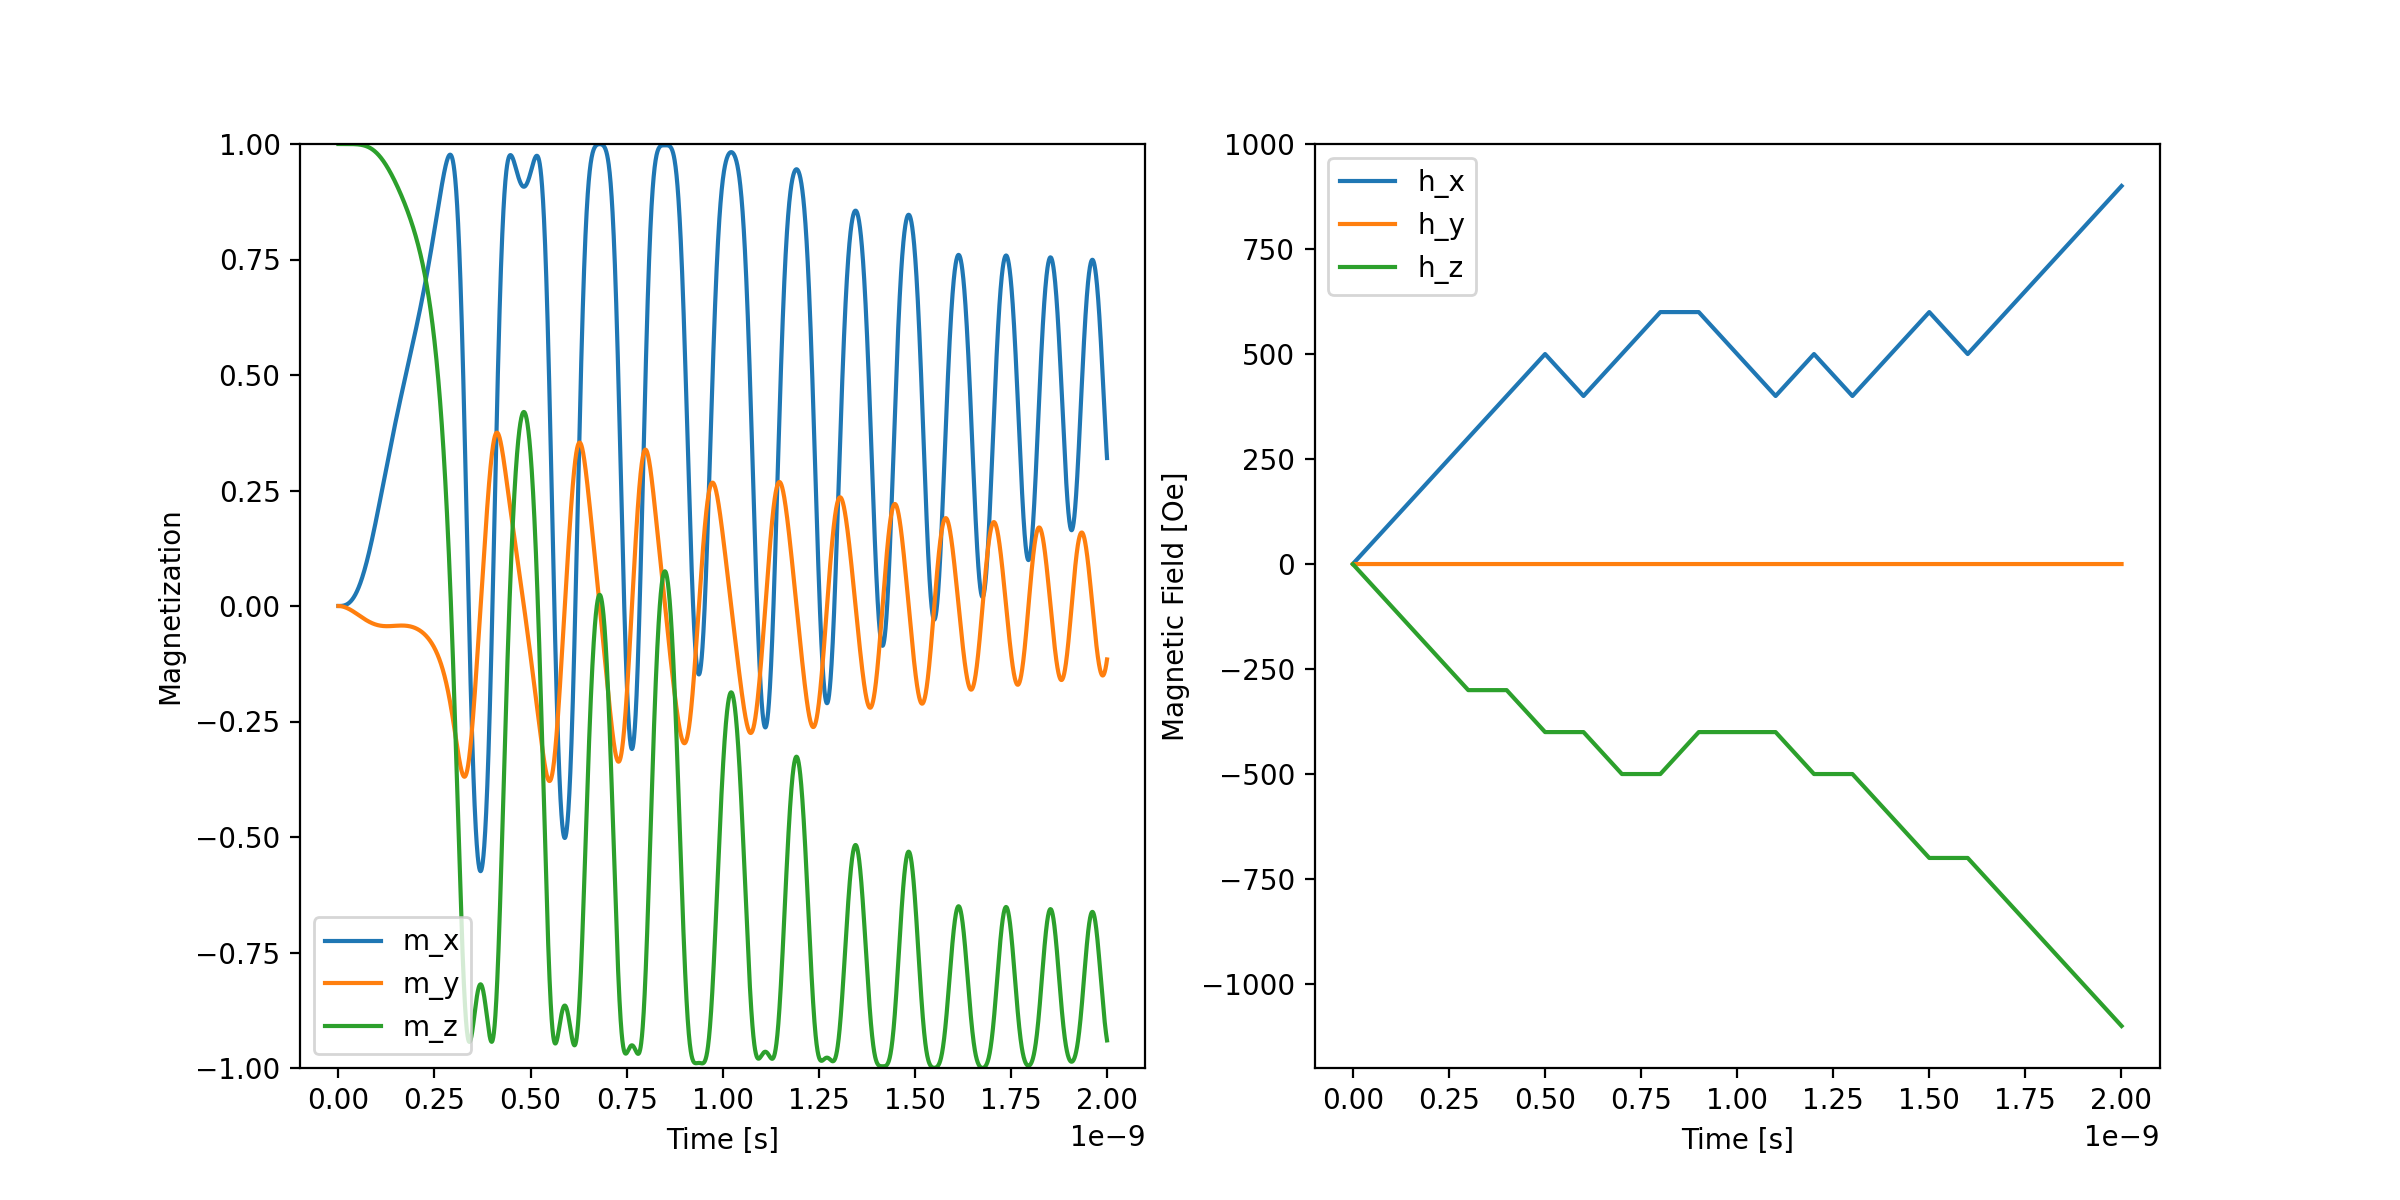 Magnetization
1.00
0.75
0.50
0.25
0.00
−0.25
−0.50
−0.75
−1.00
m_x
m_y
m_z
0.00 0.25 0.50 0.75 1.00 1.25 1.50 1.75 2.00
Time [s]
1e−9
Magnetic Field [Oe]
1000
750
500
250
0
−250
−500
−750
−1000
h_x
h_y
h_z
0.00 0.25 0.50 0.75 1.00 1.25 1.50 1.75 2.00
Time [s]
1e−9